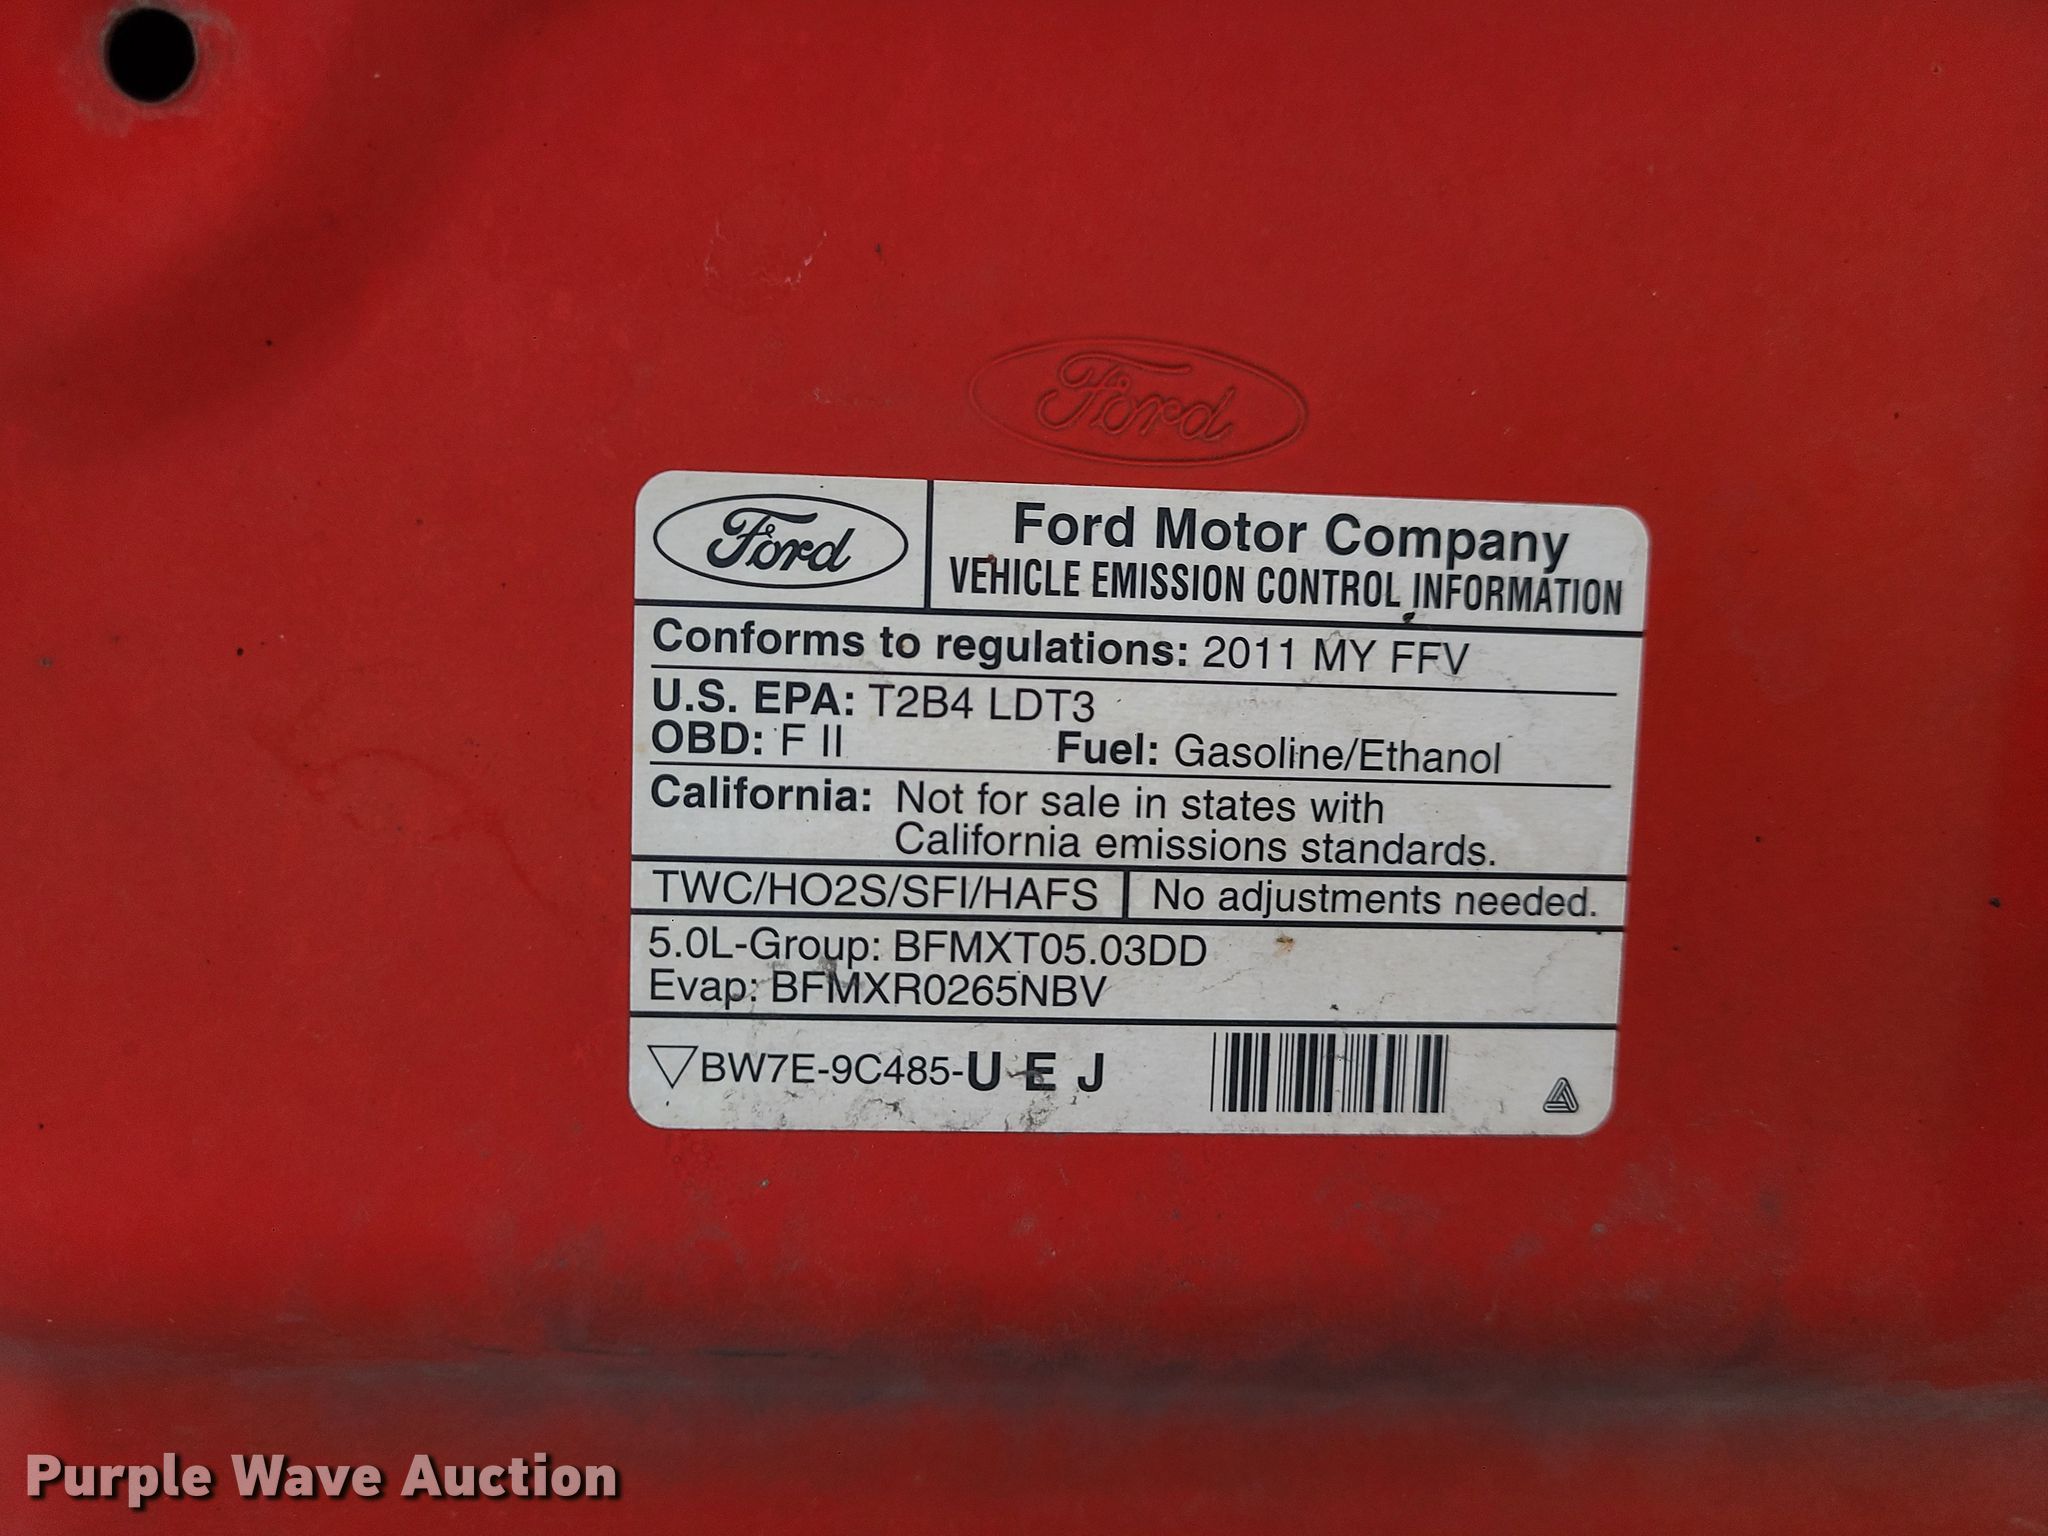 Ford
Ford
Ford Motor Company
VEHICLE EMISSION CONTROL INFORMATION
Conforms to regulations: 2011 MY FFV
U.S. EPA: T2B4 LDT3
OBD: F II Fuel: Gasoline/Ethanol
California: Not for sale in states with
California emissions standards.
TWC/HO2S/SFI/HAFS No adjustments needed.
5.0L-Group: BFMXT05.03DD
Evap: BFMXR0265NBV
BW7E-9C485-U E J
Purple Wave Auction